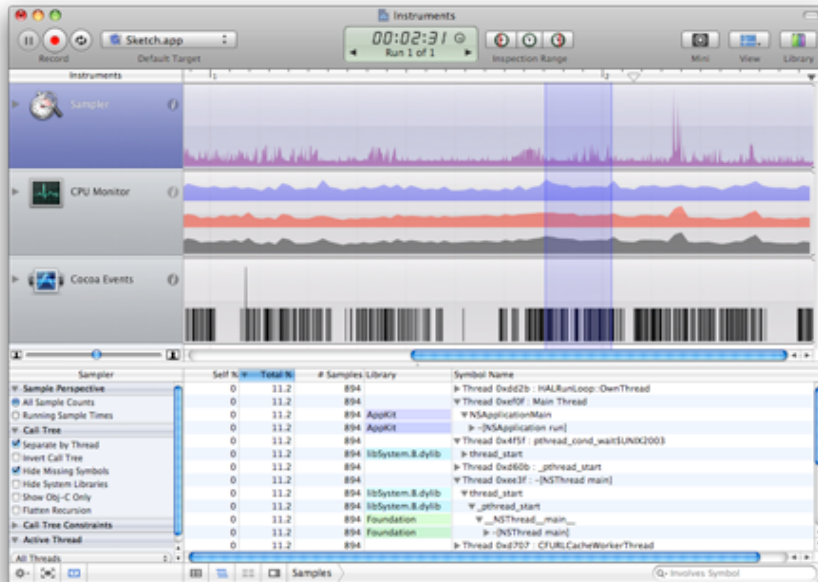 Instruments
Sketch.app
00:02:31
Run 1 of 1
Record
Default Target
Inspection Range
Mini
View
Library
Instruments
Sampler
CPU Monitor
Cocoa Events
Sampler
Self %
Total %
# Samples
Library
Symbol Name
Sample Perspective
All Sample Counts
Running Sample Times
Call Tree
Separate by Thread
Invert Call Tree
Hide Missing Symbols
Hide System Libraries
Show Obj-C Only
Flatten Recursion
Call Tree Constraints
Active Thread
All Threads
0 11.2 894 Thread 0xdd2b : HALRunLoop::OwnThread
0 11.2 894 Thread 0xef0f : Main Thread
0 11.2 894 AppKit NSApplicationMain
0 11.2 894 AppKit -[NSApplication run]
0 11.2 894 Thread 0x4f5f : pthread_cond_wait$UNIX2003
0 11.2 894 libSystem.B.dylib thread_start
0 11.2 894 Thread 0xd60b : _pthread_start
0 11.2 894 Thread 0xee3f : -[NSThread main]
0 11.2 894 libSystem.B.dylib thread_start
0 11.2 894 libSystem.B.dylib _pthread_start
0 11.2 894 Foundation __NSThread__main__
0 11.2 894 Foundation -[NSThread main]
0 11.2 894 Thread 0xd707 : CFURLCacheWorkerThread
Samples
Involves Symbol